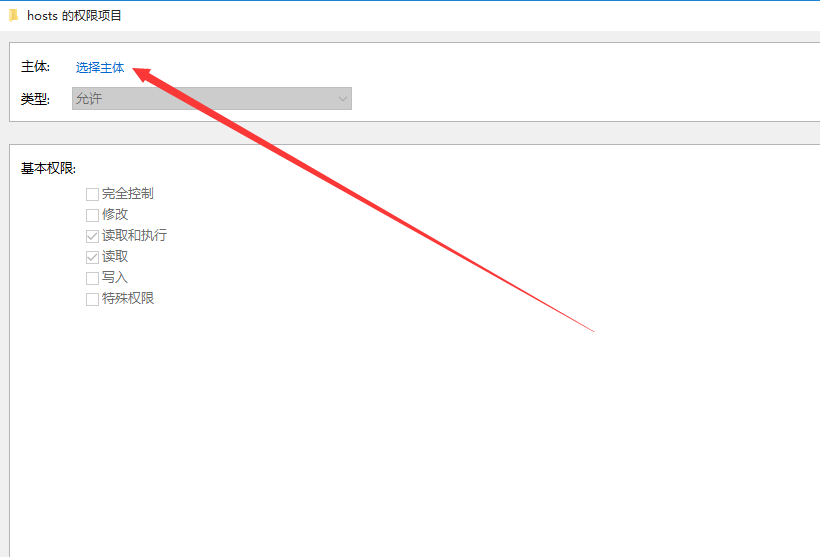 hosts 的权限项目
主体: 选择主体
类型: 允许
基本权限:
完全控制
修改
读取和执行
读取
写入
特殊权限